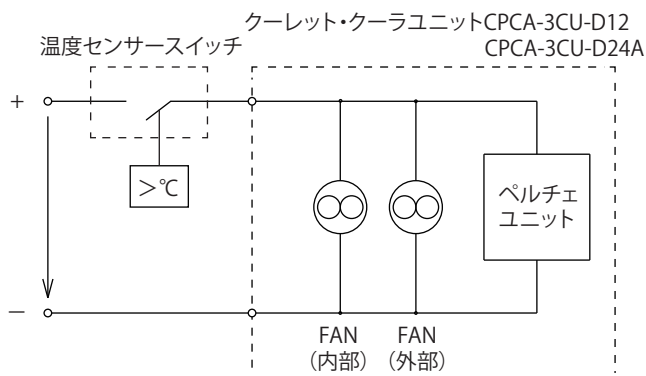 クーレット・クーラユニットCPCA-3CU-D12
CPCA-3CU-D24A
温度センサースイッチ
+
>℃
ペルチェ
ユニット
−
FAN FAN
(内部) (外部)